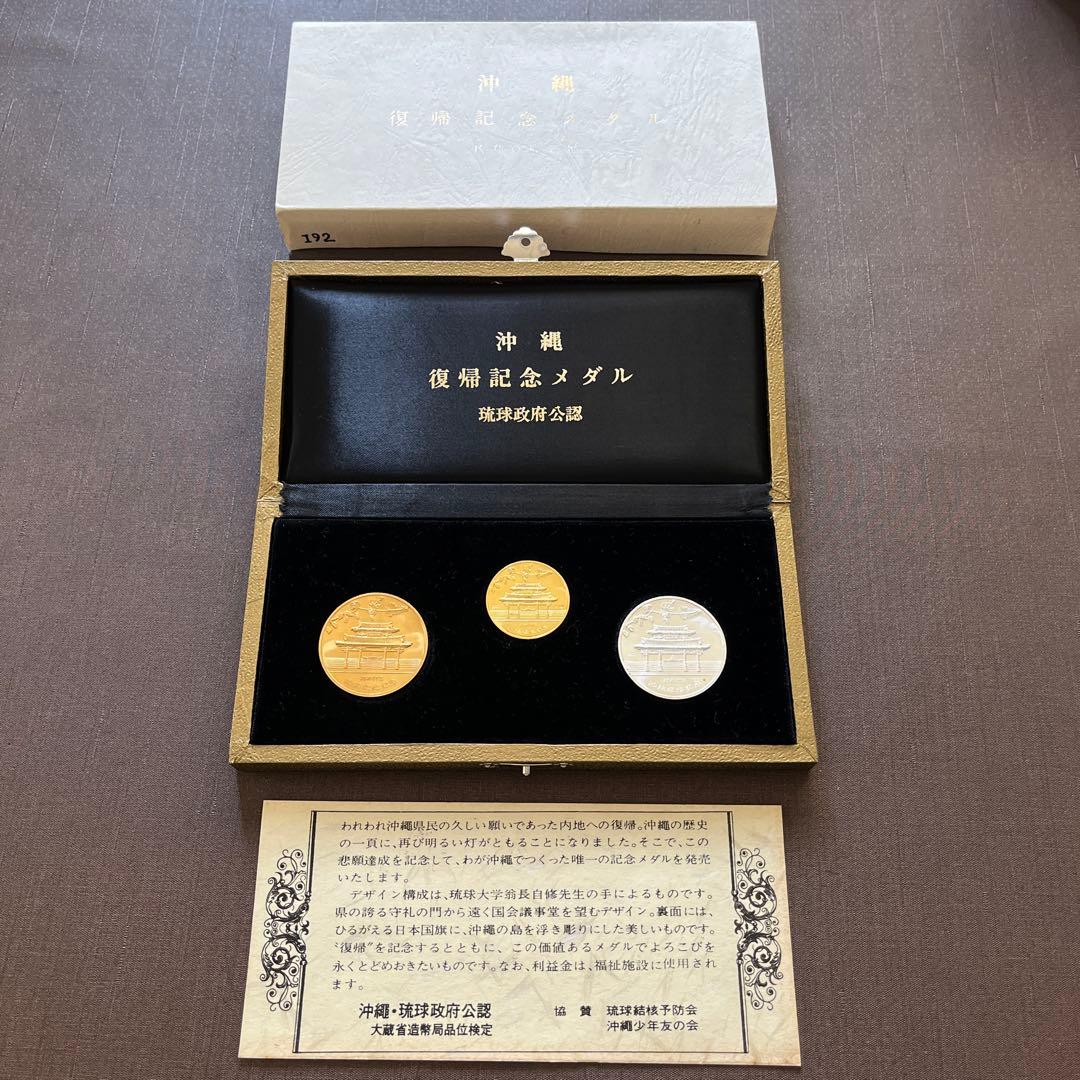 沖縄
復帰記念メダル
192
沖縄
復帰記念メダル
琉球政府公認
われわれ沖縄県民の久しい願いであった内地への復帰。沖縄の歴史
の一頁に、再び明るい灯がともることになりました。そこで、この
悲願達成を記念して、わが沖縄でつくった唯一の記念メダルを発売
いたします。
デザイン構成は、琉球大学翁長自修先生の手によるものです。
県の誇る守礼の門から遠く国会議事堂を望むデザイン。裏面には、
ひるがえる日本国旗に、沖縄の島を浮き彫りにした美しいものです。
“復帰”を記念するとともに、この価値あるメダルでよろこびを
永くとどめおきたいものです。なお、利益金は、福祉施設に使用され
ます。
沖縄・琉球政府公認
大蔵省造幣局品位検定
協賛 琉球結核予防会
沖縄少年友の会